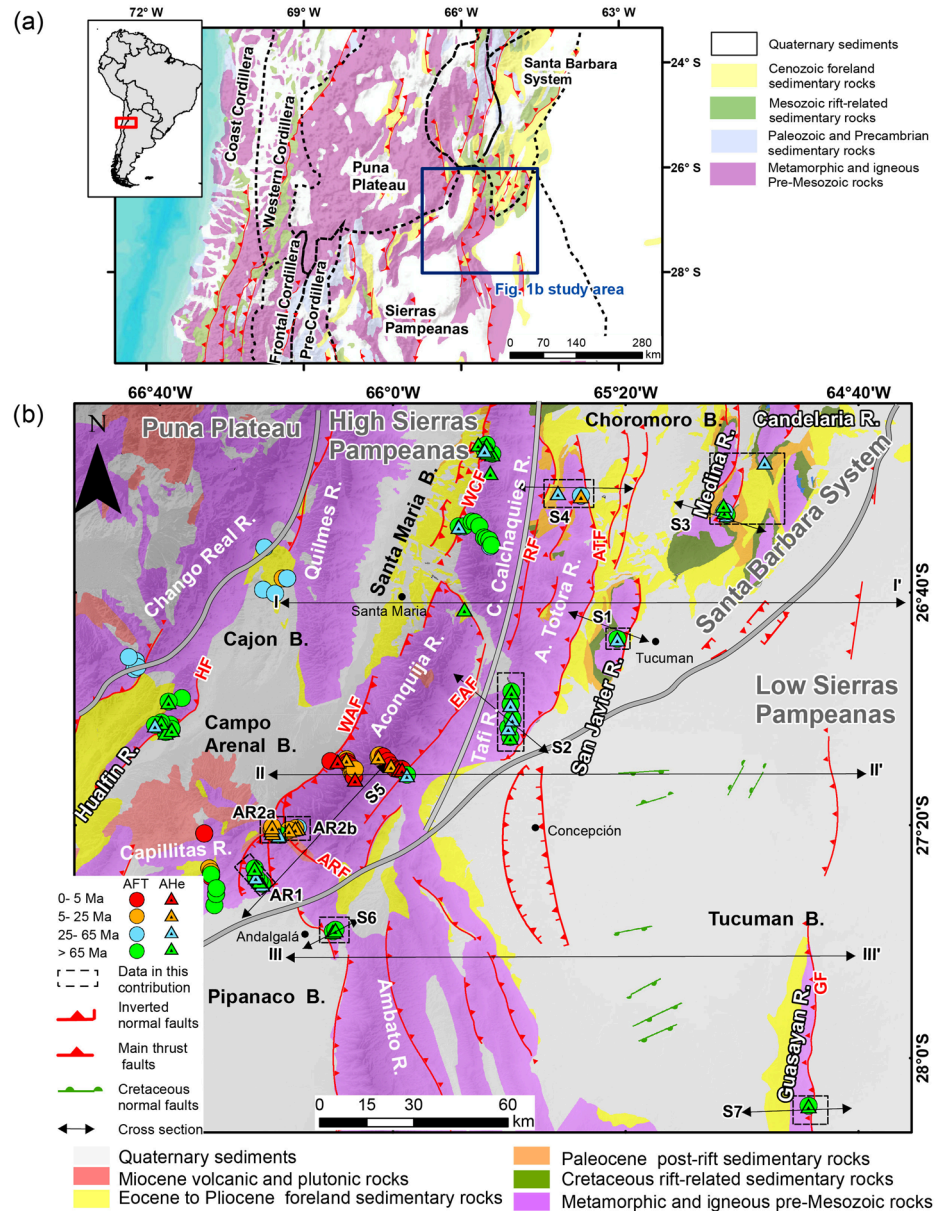 (a)
72°W
69°W
66°W
63°W
24° S
26° S
28° S
Coast Cordillera
Western Cordillera
Frontal Cordillera
Pre-Cordillera
Puna
Plateau
Santa Barbara
System
Sierras
Pampeanas
Fig. 1b study area
0 70 140 280
km
Quaternary sediments
Cenozoic foreland
sedimentary rocks
Mesozoic rift-related
sedimentary rocks
Paleozoic and Precambrian
sedimentary rocks
Metamorphic and igneous
Pre-Mesozoic rocks
(b)
66°40'W
66°0'W
65°20'W
64°40'W
26°40'S
27°20'S
28°0'S
N
Puna Plateau
High Sierras
Pampeanas
Choromoro B.
Candelaria R.
Medina R.
Santa Barbara System
Low Sierras
Pampeanas
Chango Real R.
Quilmes R.
Santa Maria B.
WCF
C. Calchaquies R.
IRF
ATF
A. Totora R.
S4
S3
S1
I
I'
Santa Maria
Cajon B.
Tucuman
San Javier R.
HF
WAF
Aconquija R.
EAF
Tafi R.
S2
Campo
Arenal B.
Hualfin R.
II
II'
S5
AR2a
AR2b
Capillitas R.
ARF
AR1
Concepción
Andalgalá
S6
III
III'
Tucuman B.
Pipanaco B.
Ambato R.
Guasayan R.
GF
S7
AFT AHe
0- 5 Ma
5- 25 Ma
25- 65 Ma
> 65 Ma
Data in this
contribution
Inverted
normal faults
Main thrust
faults
Cretaceous
normal faults
Cross section
0 15 30 60
km
Quaternary sediments
Miocene volcanic and plutonic rocks
Eocene to Pliocene foreland sedimentary rocks
Paleocene post-rift sedimentary rocks
Cretaceous rift-related sedimentary rocks
Metamorphic and igneous pre-Mesozoic rocks